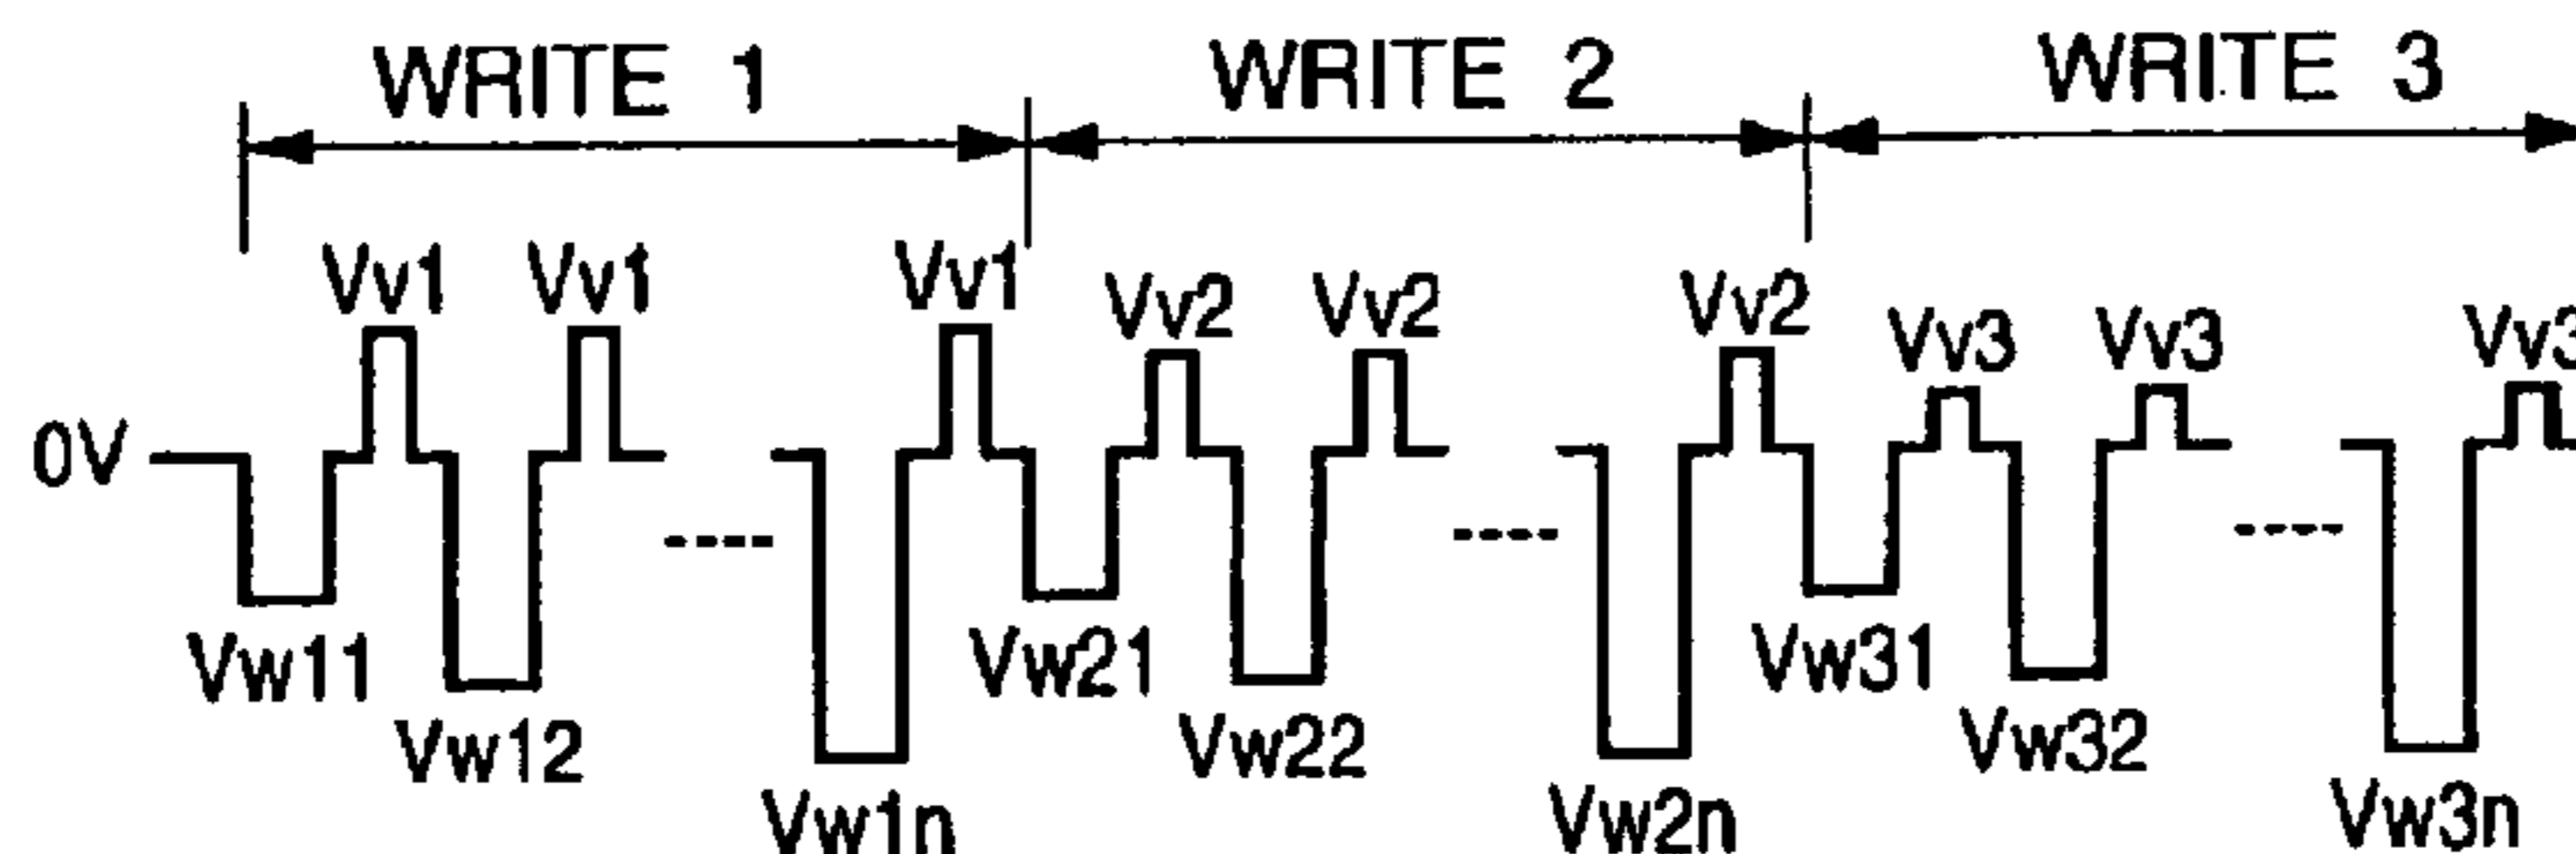 WRITE 1 WRITE 2 WRITE 3
Vv1 Vv1 Vv1 Vv2 Vv2 Vv2 Vv3 Vv3 Vv3
0V
Vw11 Vw21 Vw31
Vw12 Vw22 Vw32
Vw1n Vw2n Vw3n